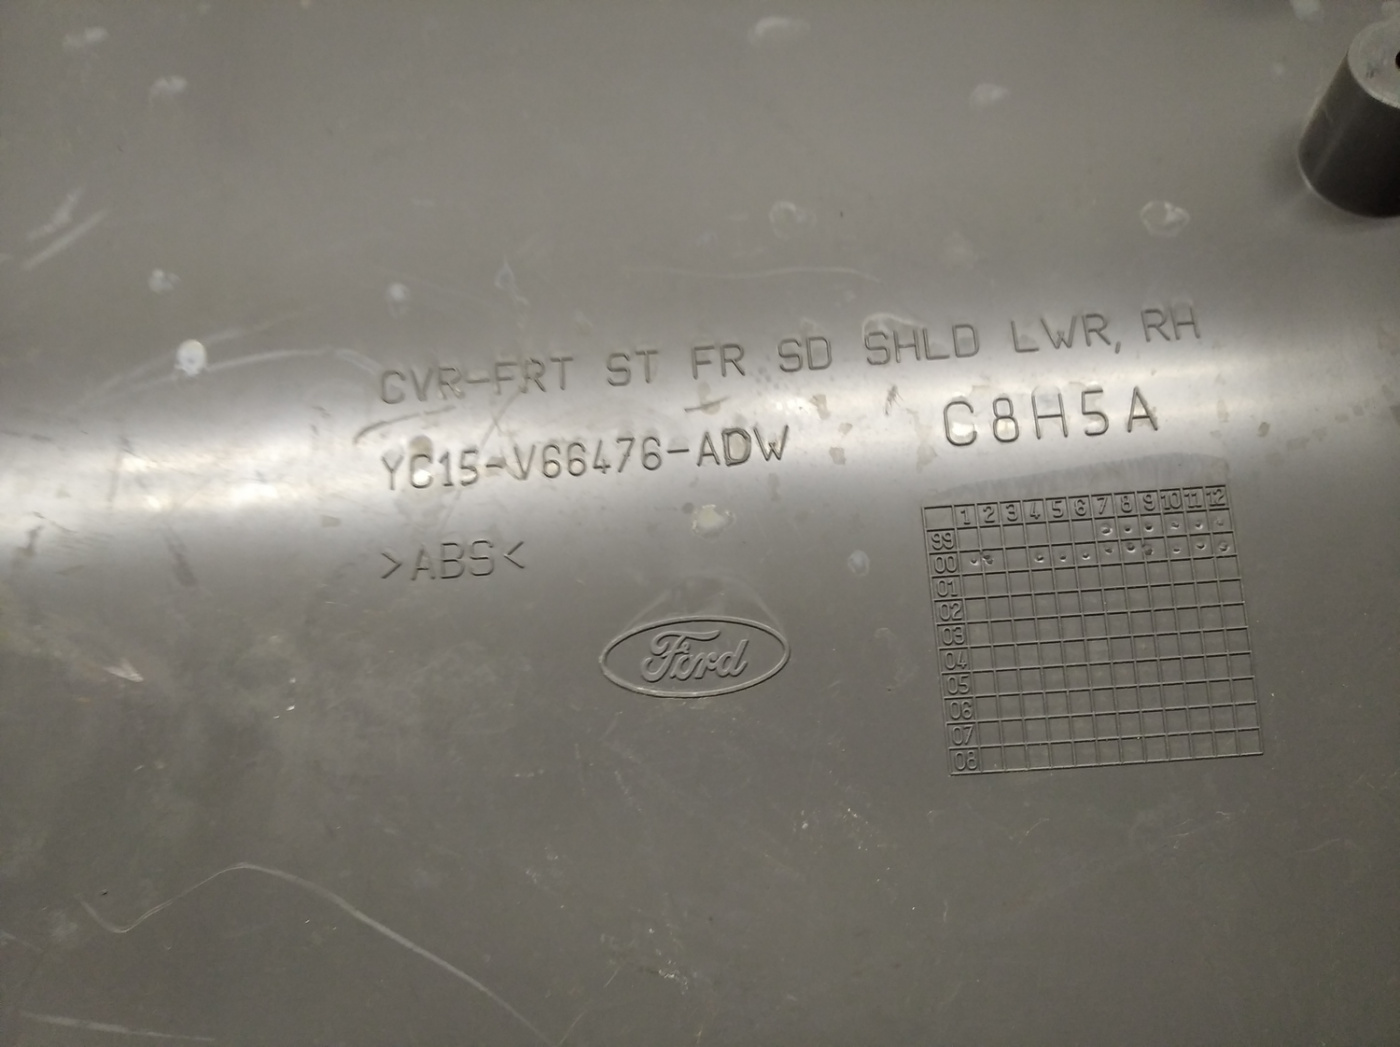 CVR-FRT ST FR SD SHLD LWR, RH
YC15-V66476-ADW
C8H5A
>ABS<
Ford
1 2 3 4 5 6 7 8 9 10 11 12
99
00
01
02
03
04
05
06
07
08